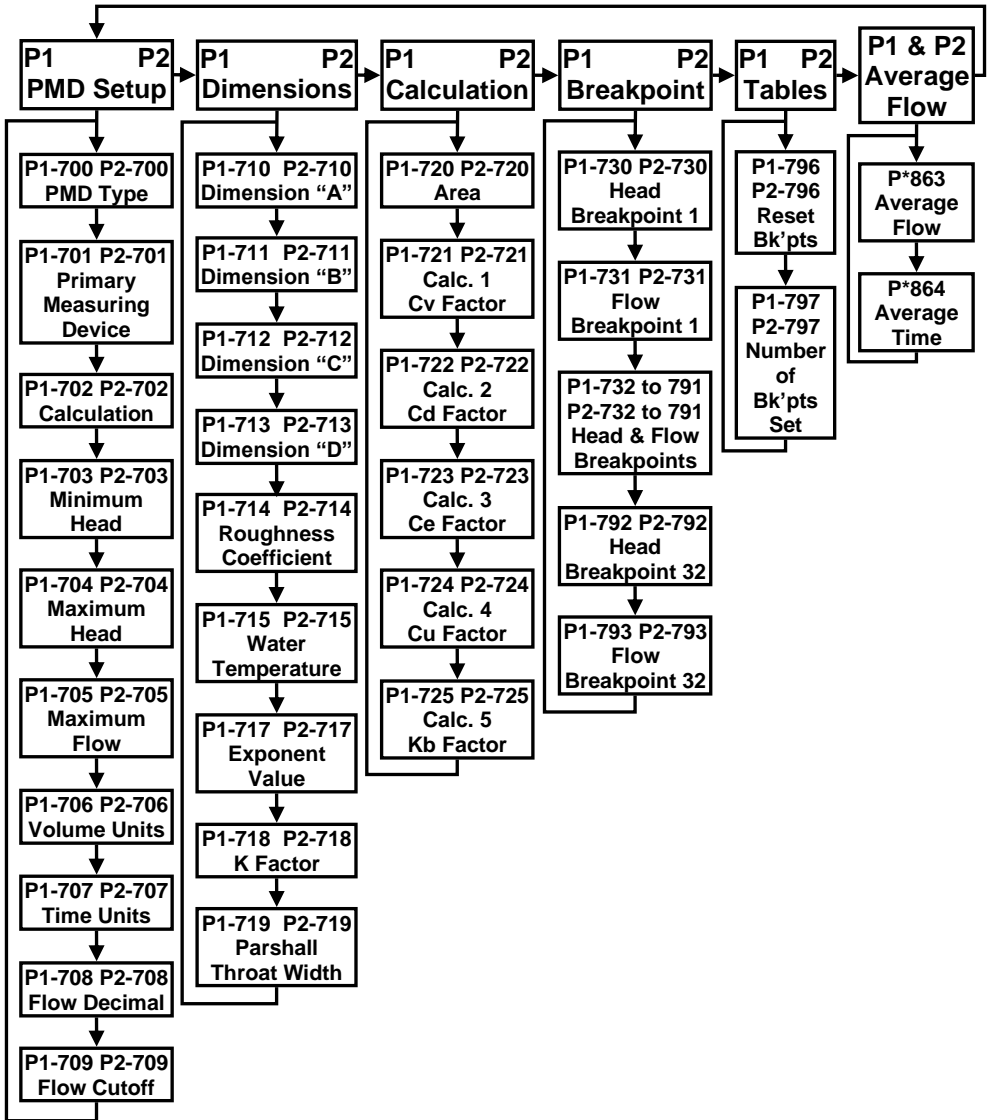 P1 P2
PMD Setup
P1-700 P2-700
PMD Type
P1-701 P2-701
Primary
Measuring
Device
P1-702 P2-702
Calculation
P1-703 P2-703
Minimum
Head
P1-704 P2-704
Maximum
Head
P1-705 P2-705
Maximum
Flow
P1-706 P2-706
Volume Units
P1-707 P2-707
Time Units
P1-708 P2-708
Flow Decimal
P1-709 P2-709
Flow Cutoff
P1 P2
Dimensions
P1-710 P2-710
Dimension “A”
P1-711 P2-711
Dimension “B”
P1-712 P2-712
Dimension “C”
P1-713 P2-713
Dimension “D”
P1-714 P2-714
Roughness
Coefficient
P1-715 P2-715
Water
Temperature
P1-717 P2-717
Exponent
Value
P1-718 P2-718
K Factor
P1-719 P2-719
Parshall
Throat Width
P1 P2
Calculation
P1-720 P2-720
Area
P1-721 P2-721
Calc. 1
Cv Factor
P1-722 P2-722
Calc. 2
Cd Factor
P1-723 P2-723
Calc. 3
Ce Factor
P1-724 P2-724
Calc. 4
Cu Factor
P1-725 P2-725
Calc. 5
Kb Factor
P1 P2
Breakpoint
P1-730 P2-730
Head
Breakpoint 1
P1-731 P2-731
Flow
Breakpoint 1
P1-732 to 791
P2-732 to 791
Head & Flow
Breakpoints
P1-792 P2-792
Head
Breakpoint 32
P1-793 P2-793
Flow
Breakpoint 32
P1 P2
Tables
P1-796
P2-796
Reset
Bk’pts
P1-797
P2-797
Number
of
Bk’pts
Set
P1 & P2
Average
Flow
P*863
Average
Flow
P*864
Average
Time